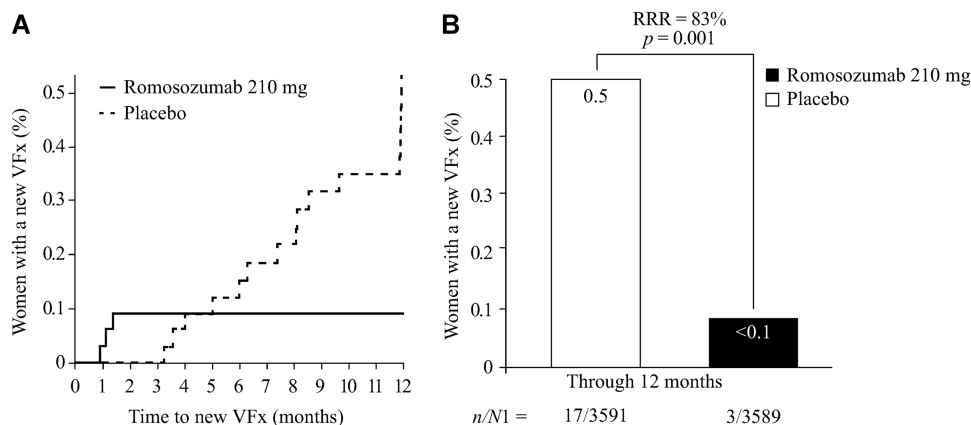 A
Women with a new VFx (%)
0.5
0.4
0.3
0.2
0.1
0
Romosozumab 210 mg
Placebo
0 1 2 3 4 5 6 7 8 9 10 11 12
Time to new VFx (months)
B
RRR = 83%
p = 0.001
Women with a new VFx (%)
0.5
0.4
0.3
0.2
0.1
0
0.5
<0.1
Romosozumab 210 mg
Placebo
Through 12 months
n/N1 = 17/3591 3/3589